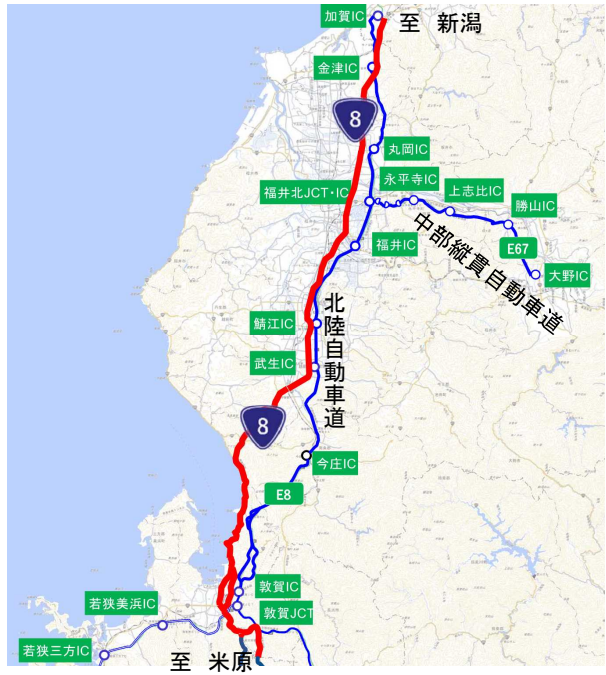 加賀IC
至 新潟
金津IC
8
丸岡IC
永平寺IC
福井北JCT・IC
上志比IC
勝山IC
福井IC
E67
大野IC
中部縦貫自動車道
鯖江IC
北陸自動車道
武生IC
8
今庄IC
E8
敦賀IC
若狭美浜IC
敦賀JCT
若狭三方IC
至 米原